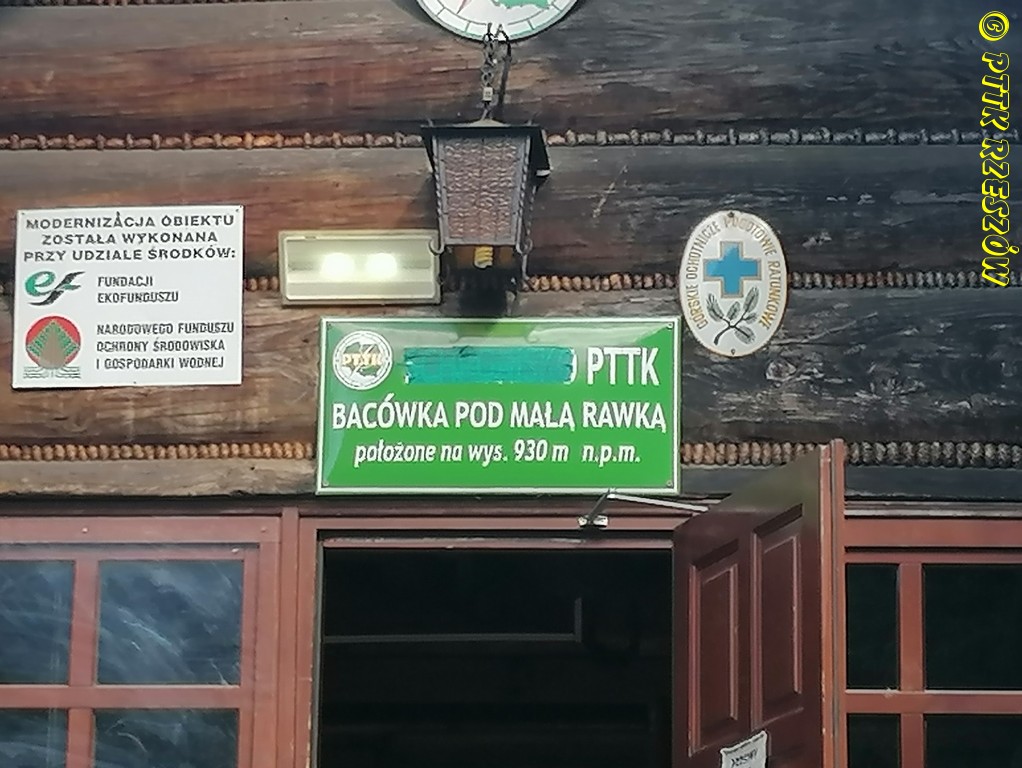 © PTTK RZESZÓW
MODERNIZACJA OBIEKTU
ZOSTAŁA WYKONANA
PRZY UDZIALE ŚRODKÓW:
ef
FUNDACJI
EKOFUNDUSZU
NARODOWEGO FUNDUSZU
OCHRONY ŚRODOWISKA
I GOSPODARKI WODNEJ
GÓRSKIE OCHOTNICZE POGOTOWIE RATUNKOWE
PTTK
PTTK
BACÓWKA POD MAŁĄ RAWKĄ
położone na wys. 930 m n.p.m.